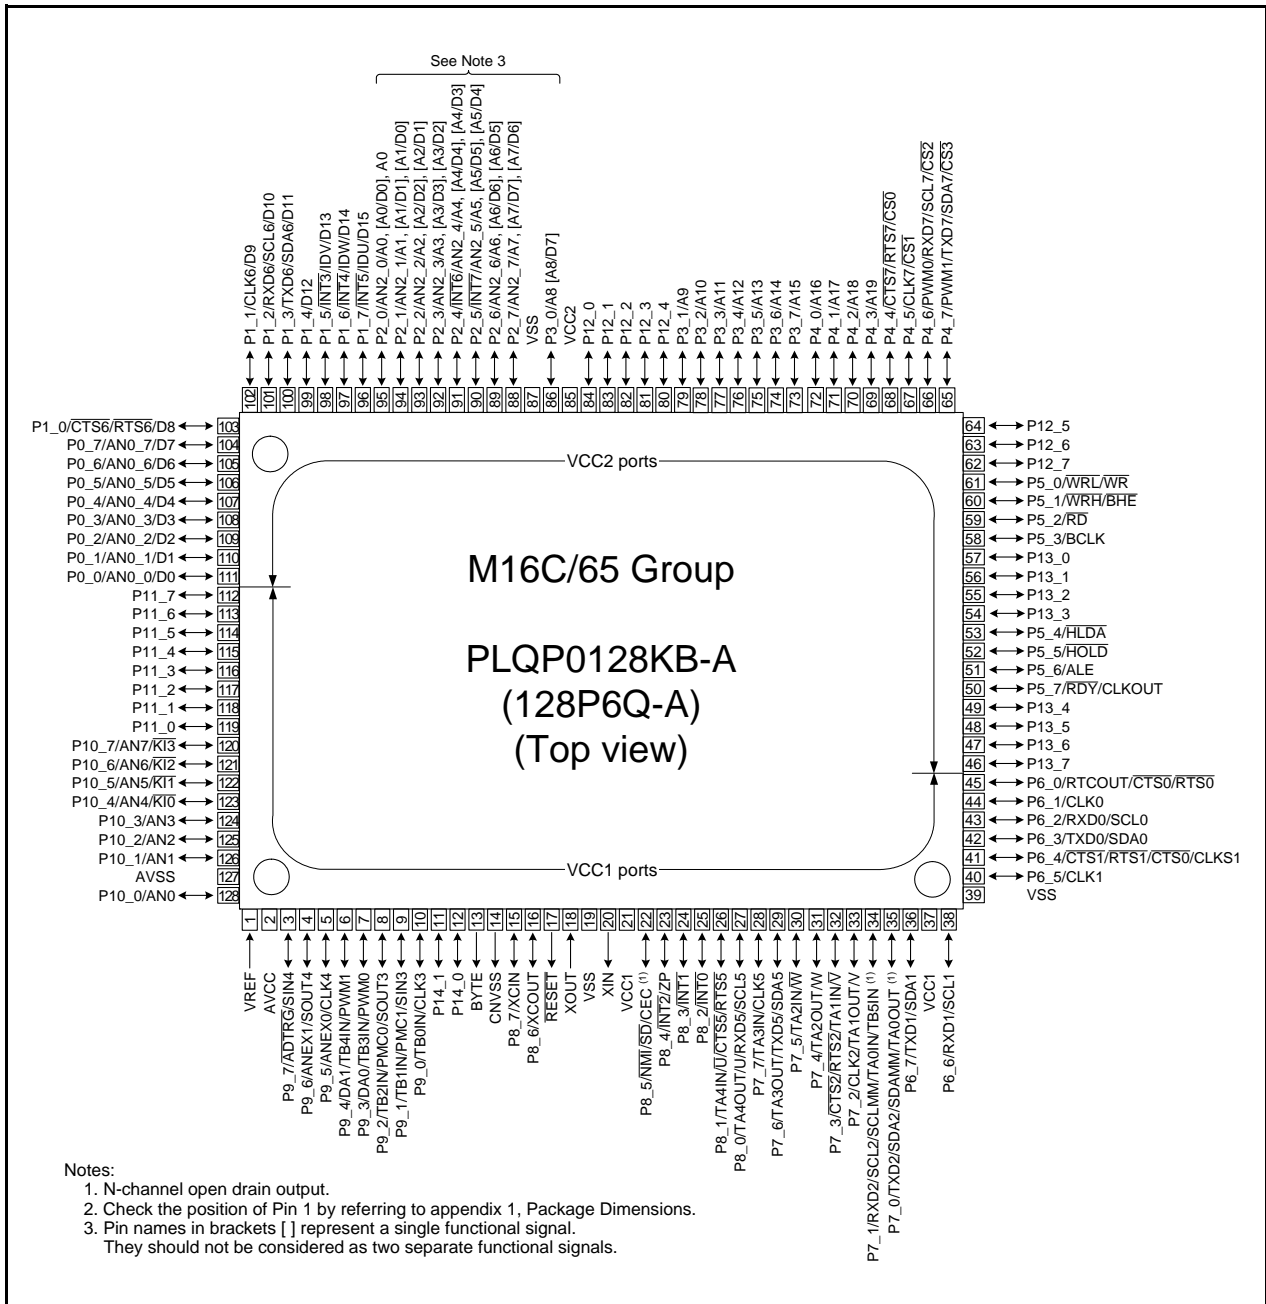 See Note 3
P1_1/CLK6/D9
P1_2/RXD6/SCL6/D10
P1_3/TXD6/SDA6/D11
P1_4/D12
P1_5/INT3/IDV/D13
P1_6/INT4/IDW/D14
P1_7/INT5/IDU/D15
P2_0/AN2_0/A0, [A0/D0], A0
P2_1/AN2_1/A1, [A1/D1], [A1/D0]
P2_2/AN2_2/A2, [A2/D2], [A2/D1]
P2_3/AN2_3/A3, [A3/D3], [A3/D2]
P2_4/INT6/AN2_4/A4, [A4/D4], [A4/D3]
P2_5/INT7/AN2_5/A5, [A5/D5], [A5/D4]
P2_6/AN2_6/A6, [A6/D6], [A6/D5]
P2_7/AN2_7/A7, [A7/D7], [A7/D6]
VSS
P3_0/A8 [A8/D7]
VCC2
P12_0
P12_1
P12_2
P12_3
P12_4
P3_1/A9
P3_2/A10
P3_3/A11
P3_4/A12
P3_5/A13
P3_6/A14
P3_7/A15
P4_0/A16
P4_1/A17
P4_2/A18
P4_3/A19
P4_4/CTS7/RTS7/CS0
P4_5/CLK7/CS1
P4_6/PWM0/RXD7/SCL7/CS2
P4_7/PWM1/TXD7/SDA7/CS3
102 101 100 99 98 97 96 95 94 93 92 91 90 89 88 87 86 85 84 83 82 81 80 79 78 77 76 75 74 73 72 71 70 69 68 67 66 65
P1_0/CTS6/RTS6/D8 103
P0_7/AN0_7/D7 104
P0_6/AN0_6/D6 105
P0_5/AN0_5/D5 106
P0_4/AN0_4/D4 107
P0_3/AN0_3/D3 108
P0_2/AN0_2/D2 109
P0_1/AN0_1/D1 110
P0_0/AN0_0/D0 111
P11_7 112
P11_6 113
P11_5 114
P11_4 115
P11_3 116
P11_2 117
P11_1 118
P11_0 119
P10_7/AN7/KI3 120
P10_6/AN6/KI2 121
P10_5/AN5/KI1 122
P10_4/AN4/KI0 123
P10_3/AN3 124
P10_2/AN2 125
P10_1/AN1 126
AVSS 127
P10_0/AN0 128
VCC2 ports
M16C/65 Group
PLQP0128KB-A
(128P6Q-A)
(Top view)
VCC1 ports
64 P12_5
63 P12_6
62 P12_7
61 P5_0/WRL/WR
60 P5_1/WRH/BHE
59 P5_2/RD
58 P5_3/BCLK
57 P13_0
56 P13_1
55 P13_2
54 P13_3
53 P5_4/HLDA
52 P5_5/HOLD
51 P5_6/ALE
50 P5_7/RDY/CLKOUT
49 P13_4
48 P13_5
47 P13_6
46 P13_7
45 P6_0/RTCOUT/CTS0/RTS0
44 P6_1/CLK0
43 P6_2/RXD0/SCL0
42 P6_3/TXD0/SDA0
41 P6_4/CTS1/RTS1/CTS0/CLKS1
40 P6_5/CLK1
39 VSS
1 2 3 4 5 6 7 8 9 10 11 12 13 14 15 16 17 18 19 20 21 22 23 24 25 26 27 28 29 30 31 32 33 34 35 36 37 38
VREF
AVCC
P9_7/ADTRG/SIN4
P9_6/ANEX1/SOUT4
P9_5/ANEX0/CLK4
P9_4/DA1/TB4IN/PWM1
P9_3/DA0/TB3IN/PWM0
P9_2/TB2IN/PMC0/SOUT3
P9_1/TB1IN/PMC1/SIN3
P9_0/TB0IN/CLK3
P14_1
P14_0
BYTE
CNVSS
P8_7/XCIN
P8_6/XCOUT
RESET
XOUT
VSS
XIN
VCC1
P8_5/NMI/SD/CEC (1)
P8_4/INT2/ZP
P8_3/INT1
P8_2/INT0
P8_1/TA4IN/U/CTS5/RTS5
P8_0/TA4OUT/U/RXD5/SCL5
P7_7/TA3IN/CLK5
P7_6/TA3OUT/TXD5/SDA5
P7_5/TA2IN/W
P7_4/TA2OUT/W
P7_3/CTS2/RTS2/TA1IN/V
P7_2/CLK2/TA1OUT/V
P7_1/RXD2/SCL2/SCLMM/TA0IN/TB5IN (1)
P7_0/TXD2/SDA2/SDAMM/TA0OUT (1)
P6_7/TXD1/SDA1
VCC1
P6_6/RXD1/SCL1
Notes:
1. N-channel open drain output.
2. Check the position of Pin 1 by referring to appendix 1, Package Dimensions.
3. Pin names in brackets [ ] represent a single functional signal.
They should not be considered as two separate functional signals.